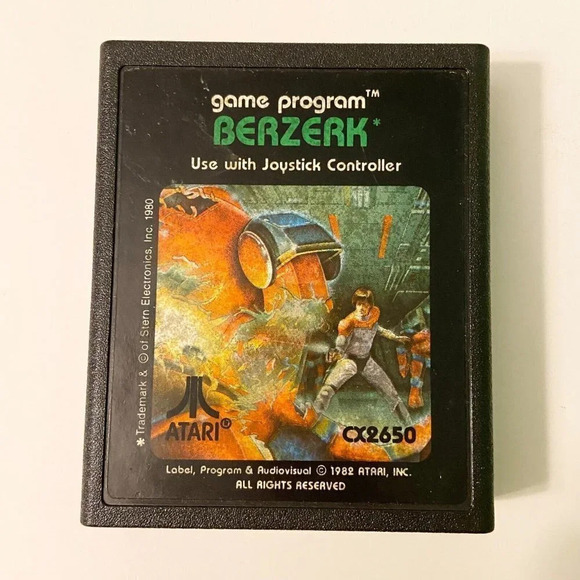 game program™
BERZERK*
Use with Joystick Controller
*Trademark & © of Stern Electronics, Inc. 1980
ATARI®
CX2650
Label, Program & Audiovisual © 1982 ATARI, INC.
ALL RIGHTS RESERVED